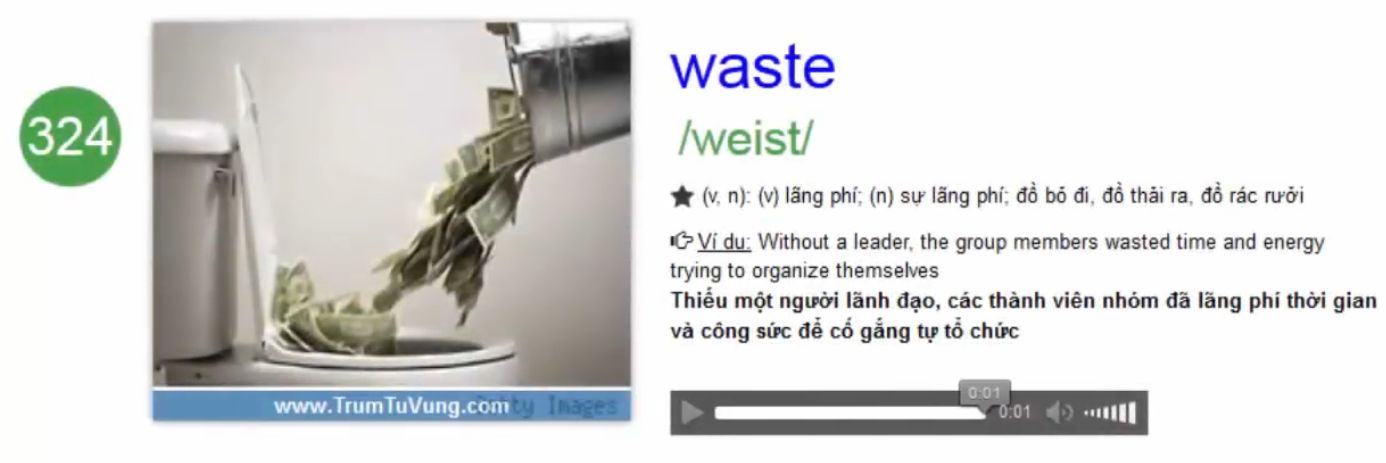 324
waste
/weist/
★ (v, n): (v) lãng phí; (n) sự lãng phí; đồ bỏ đi, đồ thải ra, đồ rác rưởi
Ví dụ: Without a leader, the group members wasted time and energy
trying to organize themselves
Thiếu một người lãnh đạo, các thành viên nhóm đã lãng phí thời gian
và công sức để cố gắng tự tổ chức
www.TrumTuVung.com
Getty Images
0:01
0:01